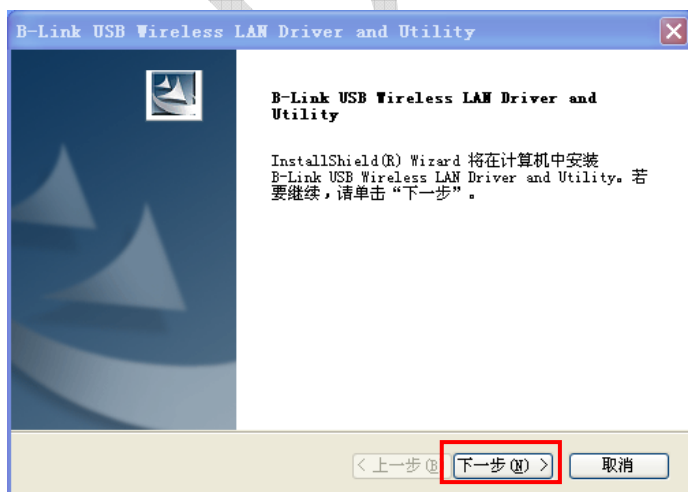 B-Link USB Wireless LAN Driver and Utility
B-Link USB Wireless LAN Driver and
Utility
InstallShield(R) Wizard 将在计算机中安装
B-Link USB Wireless LAN Driver and Utility。若
要继续，请单击“下一步”。
< 上一步(B) 下一步(N) > 取消